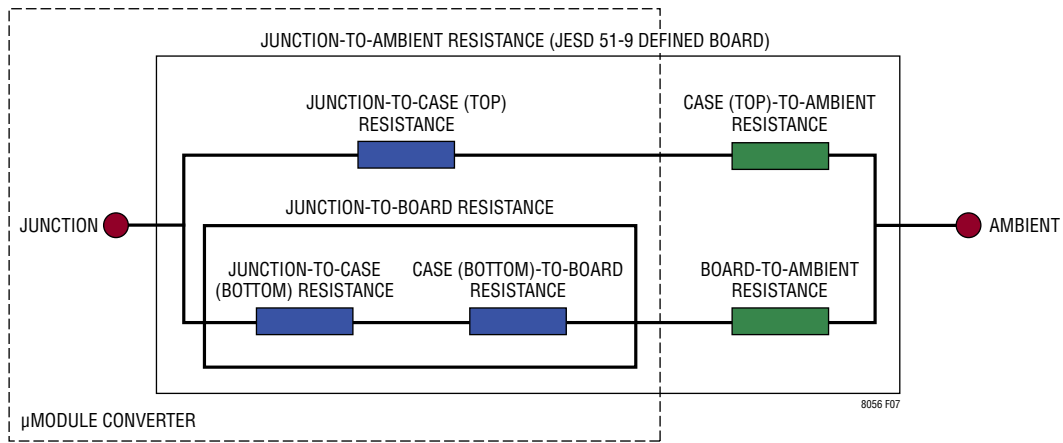 JUNCTION-TO-AMBIENT RESISTANCE (JESD 51-9 DEFINED BOARD)
JUNCTION-TO-CASE (TOP)
RESISTANCE
CASE (TOP)-TO-AMBIENT
RESISTANCE
JUNCTION-TO-BOARD RESISTANCE
JUNCTION
AMBIENT
JUNCTION-TO-CASE
(BOTTOM) RESISTANCE
CASE (BOTTOM)-TO-BOARD
RESISTANCE
BOARD-TO-AMBIENT
RESISTANCE
8056 F07
µMODULE CONVERTER